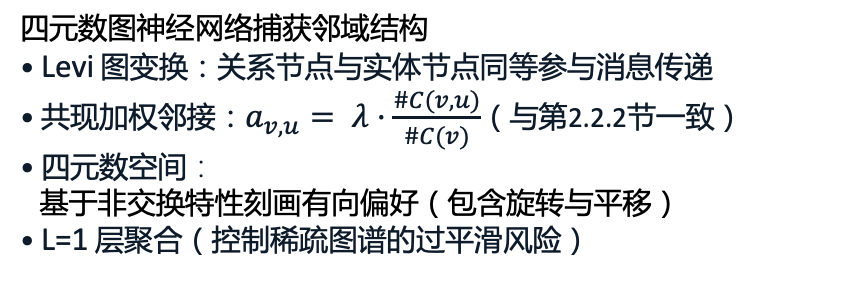 四元数图神经网络捕获邻域结构
• Levi 图变换：关系节点与实体节点同等参与消息传递
• 共现加权邻接：$a_{v,u} = \lambda \cdot \frac{\#C(v,u)}{\#C(v)}$（与第2.2.2节一致）
• 四元数空间：
基于非交换特性刻画有向偏好（包含旋转与平移）
• L=1 层聚合（控制稀疏图谱的过平滑风险）